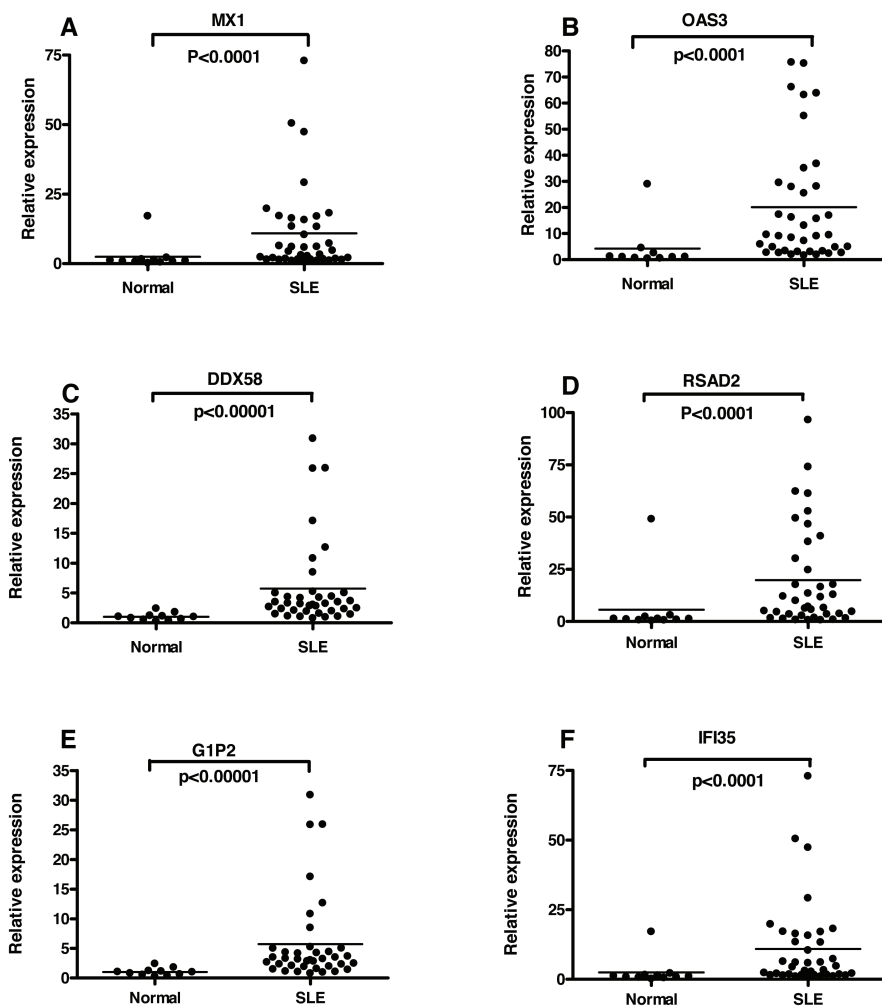 A
MX1
P<0.0001
Relative expression
75
50
25
0
Normal
SLE
B
OAS3
p<0.0001
Relative expression
80
70
60
50
40
30
20
10
0
Normal
SLE
C
DDX58
p<0.00001
Relative expression
35
30
25
20
15
10
5
0
Normal
SLE
D
RSAD2
P<0.0001
Relative expression
100
75
50
25
0
Normal
SLE
E
G1P2
p<0.00001
Relative expression
35
30
25
20
15
10
5
0
Normal
SLE
F
IFI35
p<0.0001
Relative expression
75
50
25
0
Normal
SLE